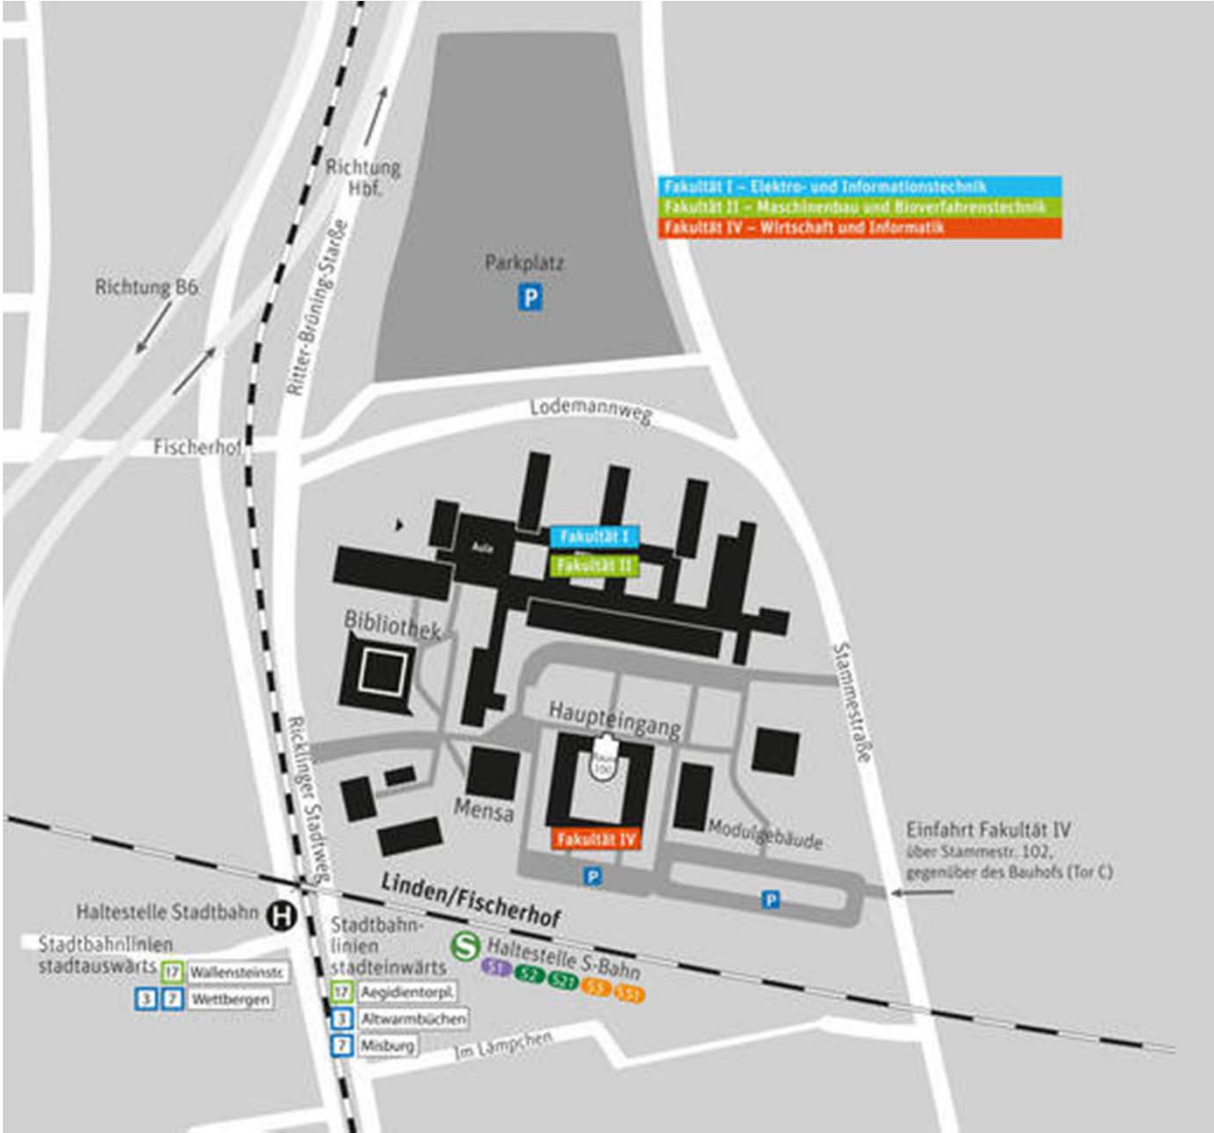 Richtung
Hbf.
Fakultät I – Elektro- und Informationstechnik
Fakultät II – Maschinenbau und Bioverfahrenstechnik
Fakultät IV – Wirtschaft und Informatik
Ritter-Brüning-Starße
Parkplatz
P
Richtung B6
Lodemannweg
Fischerhof
Fakultät I
Aula
Fakultät II
Bibliothek
Stammestraße
Haupteingang
Ricklinger Stadtweg
100
Mensa
Fakultät IV
Modulgebäude
Einfahrt Fakultät IV
über Stammestr. 102,
gegenüber des Bauhofs (Tor C)
P
P
Linden/Fischerhof
Haltestelle Stadtbahn H
Stadtbahnlinien
stadtauswärts 17 Wallensteinstr.
3 7 Wettbergen
Stadtbahn-
linien
stadteinwärts
17 Aegidientorpl.
3 Altwarmbüchen
7 Misburg
S Haltestelle S-Bahn
S1 S2 S21 S5 S51
Im Lämpchen